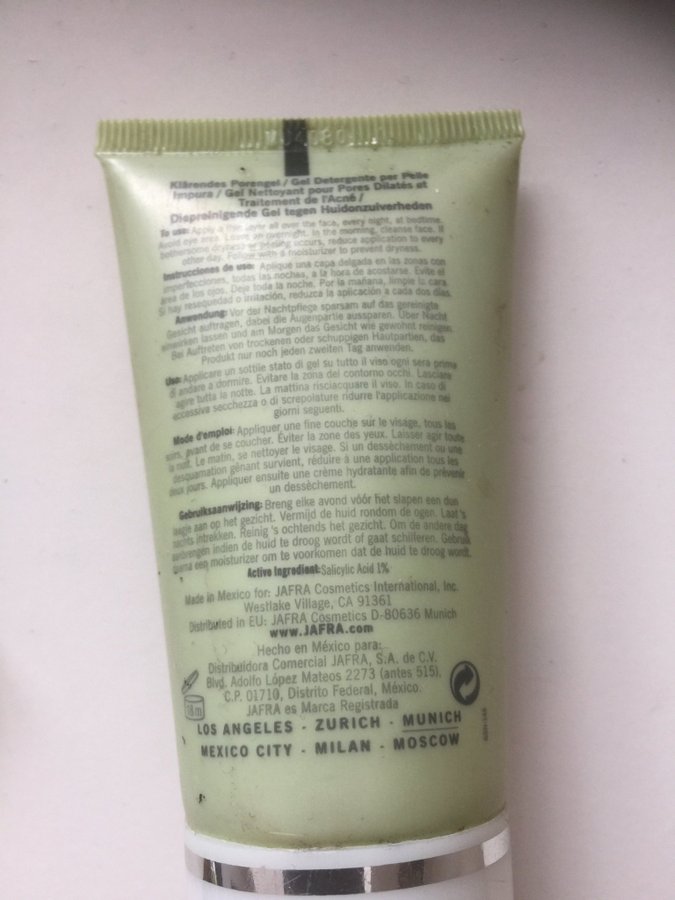 Klärendes Porengel / Gel Detergente per Pelle
Impura / Gel Nettoyant pour Pores Dilatés et
Traitement de l'Acné /
Diepreinigende Gel tegen Huidonzuiverheden
To use: Apply a thin layer all over the face, every night, at bedtime.
Avoid eye area. Leave on overnight. In the morning, cleanse face. If
bothersome dryness or peeling occurs, reduce application to every
other day. Follow with a moisturizer to prevent dryness.
Instrucciones de uso: Aplique una capa delgada en las zonas con
imperfecciones, todas las noches, a la hora de acostarse. Evite el
área de los ojos. Deje toda la noche. Por la mañana, limpie la cara.
Si hay resequedad o irritación, reduzca la aplicación a cada dos días.
Anwendung: Vor der Nachtpflege sparsam auf das gereinigte
Gesicht auftragen, dabei die Augenpartie aussparen. Über Nacht
einwirken lassen und am Morgen das Gesicht wie gewohnt reinigen.
Bei Auftreten von trockenen oder schuppigen Hautpartien, das
Produkt nur noch jeden zweiten Tag anwenden.
Uso: Applicare un sottile stato di gel su tutto il viso ogni sera prima
di andare a dormire. Evitare la zona del contorno occhi. Lasciare
agire tutta la notte. La mattina risciacquare il viso. In caso di
eccessiva secchezza o di screpolature ridurre l'applicazione nei
giorni seguenti.
Mode d'emploi: Appliquer une fine couche sur le visage, tous les
soirs, avant de se coucher. Éviter la zone des yeux. Laisser agir toute
la nuit. Le matin, se nettoyer le visage. Si un dessèchement ou une
desquamation gênant survient, réduire à une application tous les
deux jours. Appliquer ensuite une crème hydratante afin de prévenir
un dessèchement.
Gebruiksaanwijzing: Breng elke avond vóór het slapen een dun
laagje aan op het gezicht. Vermijd de huid rondom de ogen. Laat 's
nachts intrekken. Reinig 's ochtends het gezicht. Om de andere dag
aanbrengen indien de huid te droog wordt of gaat schilferen. Gebruik
een moisturizer om te voorkomen dat de huid te droog wordt.
Active Ingredient: Salicylic Acid 1%
Made in Mexico for: JAFRA Cosmetics International, Inc.
Westlake Village, CA 91361
Distributed in EU: JAFRA Cosmetics D-80636 Munich
www.JAFRA.com
Hecho en México para:
Distribuidora Comercial JAFRA, S.A. de C.V.
Blvd. Adolfo López Mateos 2273 (antes 515),
C.P. 01710, Distrito Federal, México.
JAFRA es Marca Registrada
18 m
LOS ANGELES - ZURICH - MUNICH
MEXICO CITY - MILAN - MOSCOW